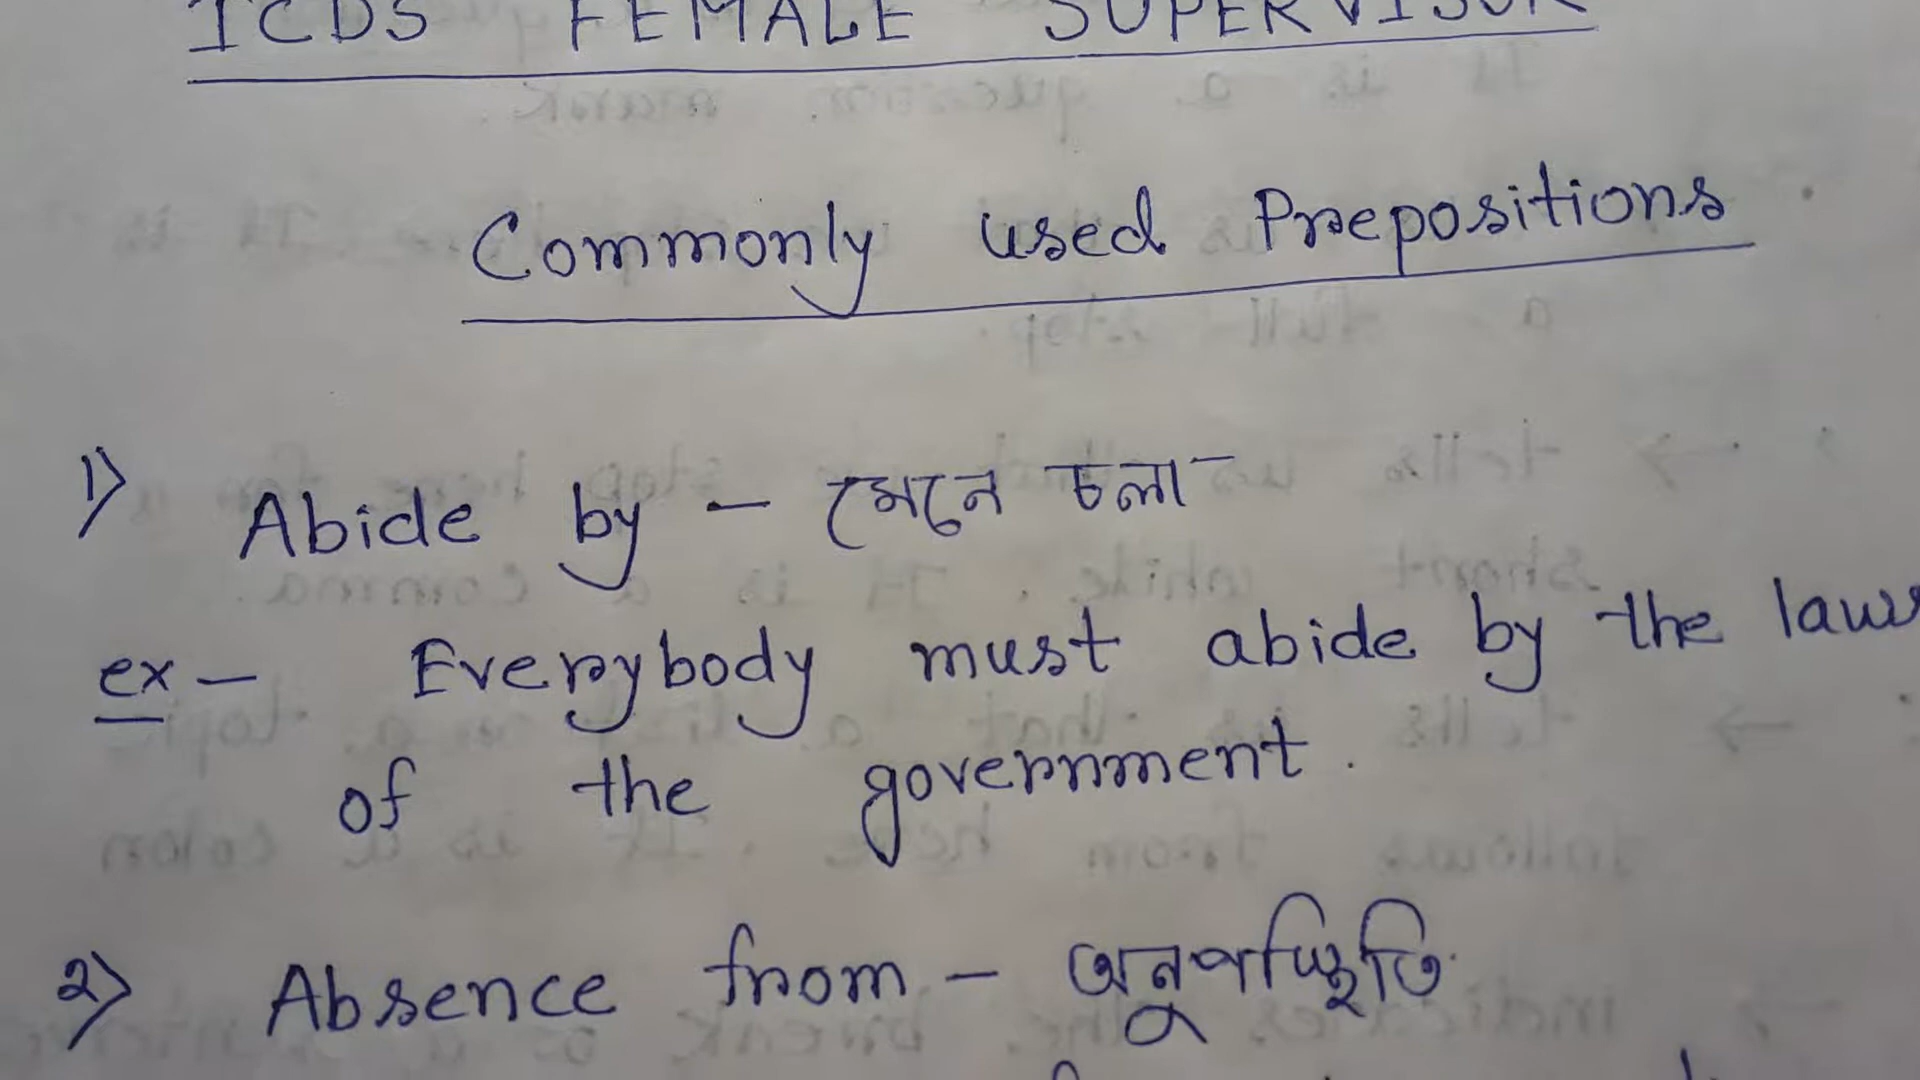 ICDS FEMALE SUPERVISOR
Commonly used Prepositions
1) Abide by - মেনে চলা
ex - Everybody must abide by the laws
of the government.
2) Absence from - অনুপস্থিতি